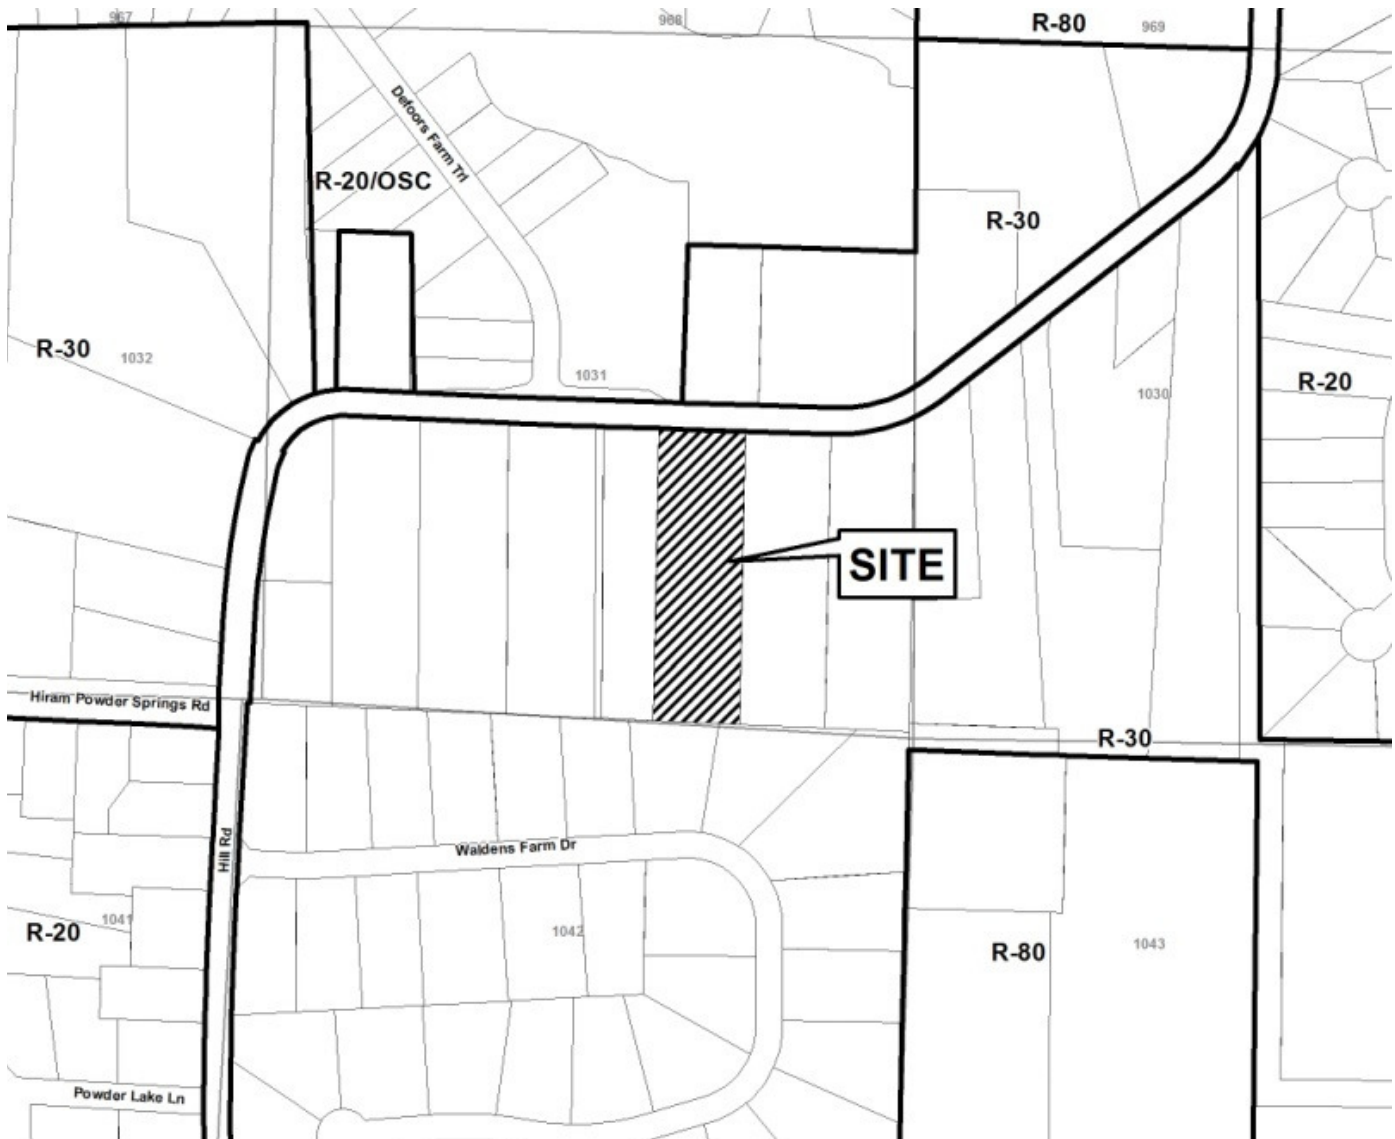 967
968
R-80
969
Defoors Farm Trl
R-20/OSC
R-30
R-30
1032
1031
R-20
1030
SITE
Hiram Powder Springs Rd
R-30
Hill Rd
Waldens Farm Dr
1041
R-20
1042
R-80
1043
Powder Lake Ln